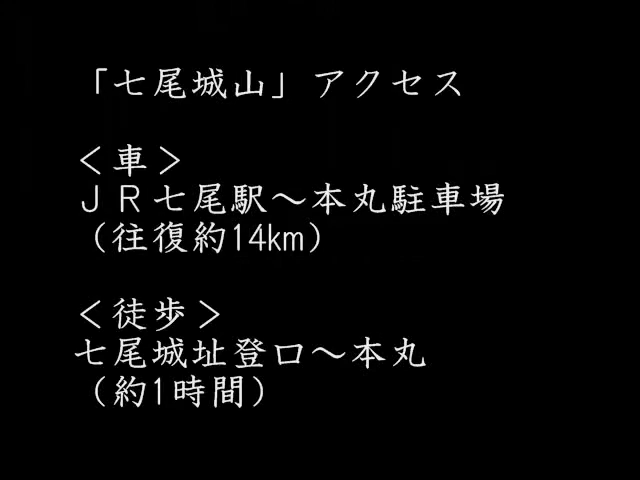 「七尾城山」アクセス
＜車＞
ＪＲ七尾駅～本丸駐車場
（往復約14km）
＜徒歩＞
七尾城址登口～本丸
（約1時間）